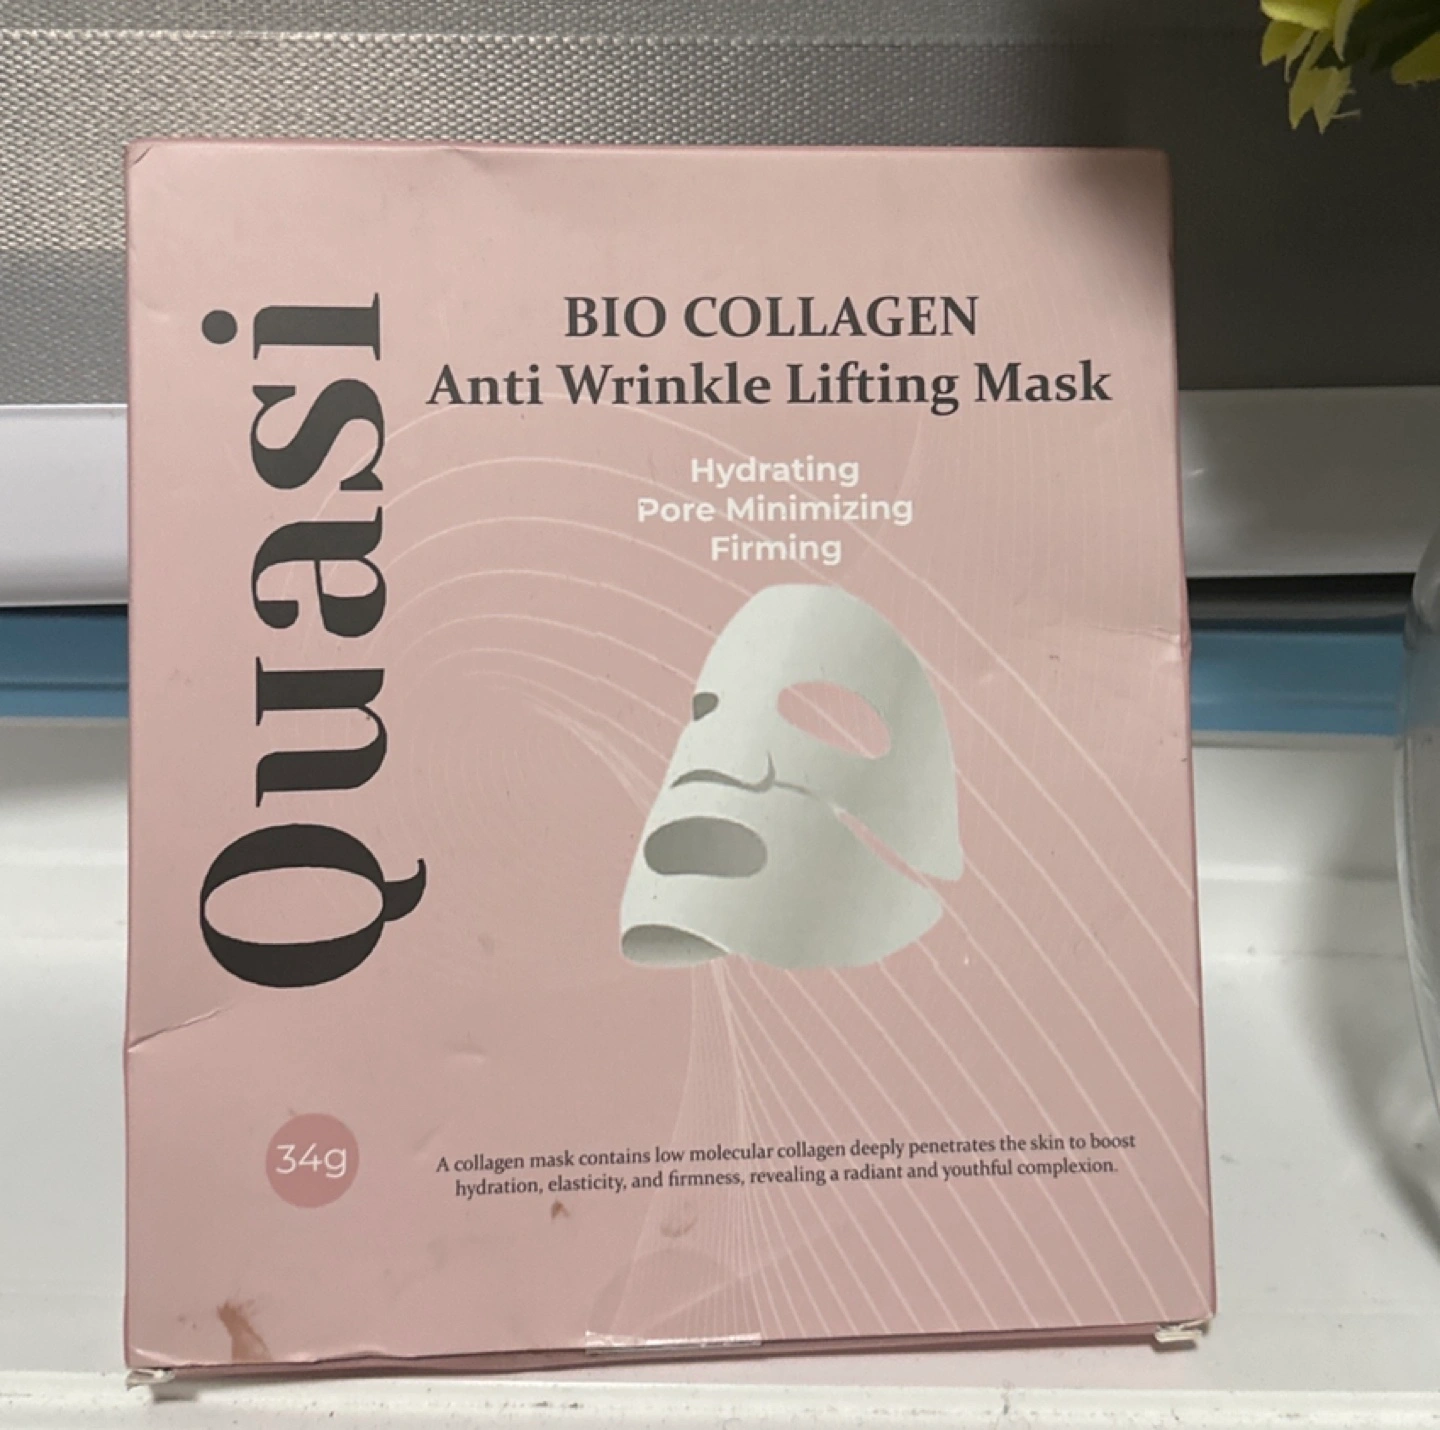 Quasi
BIO COLLAGEN
Anti Wrinkle Lifting Mask
Hydrating
Pore Minimizing
Firming
34g
A collagen mask contains low molecular collagen deeply penetrates the skin to boost
hydration, elasticity, and firmness, revealing a radiant and youthful complexion.